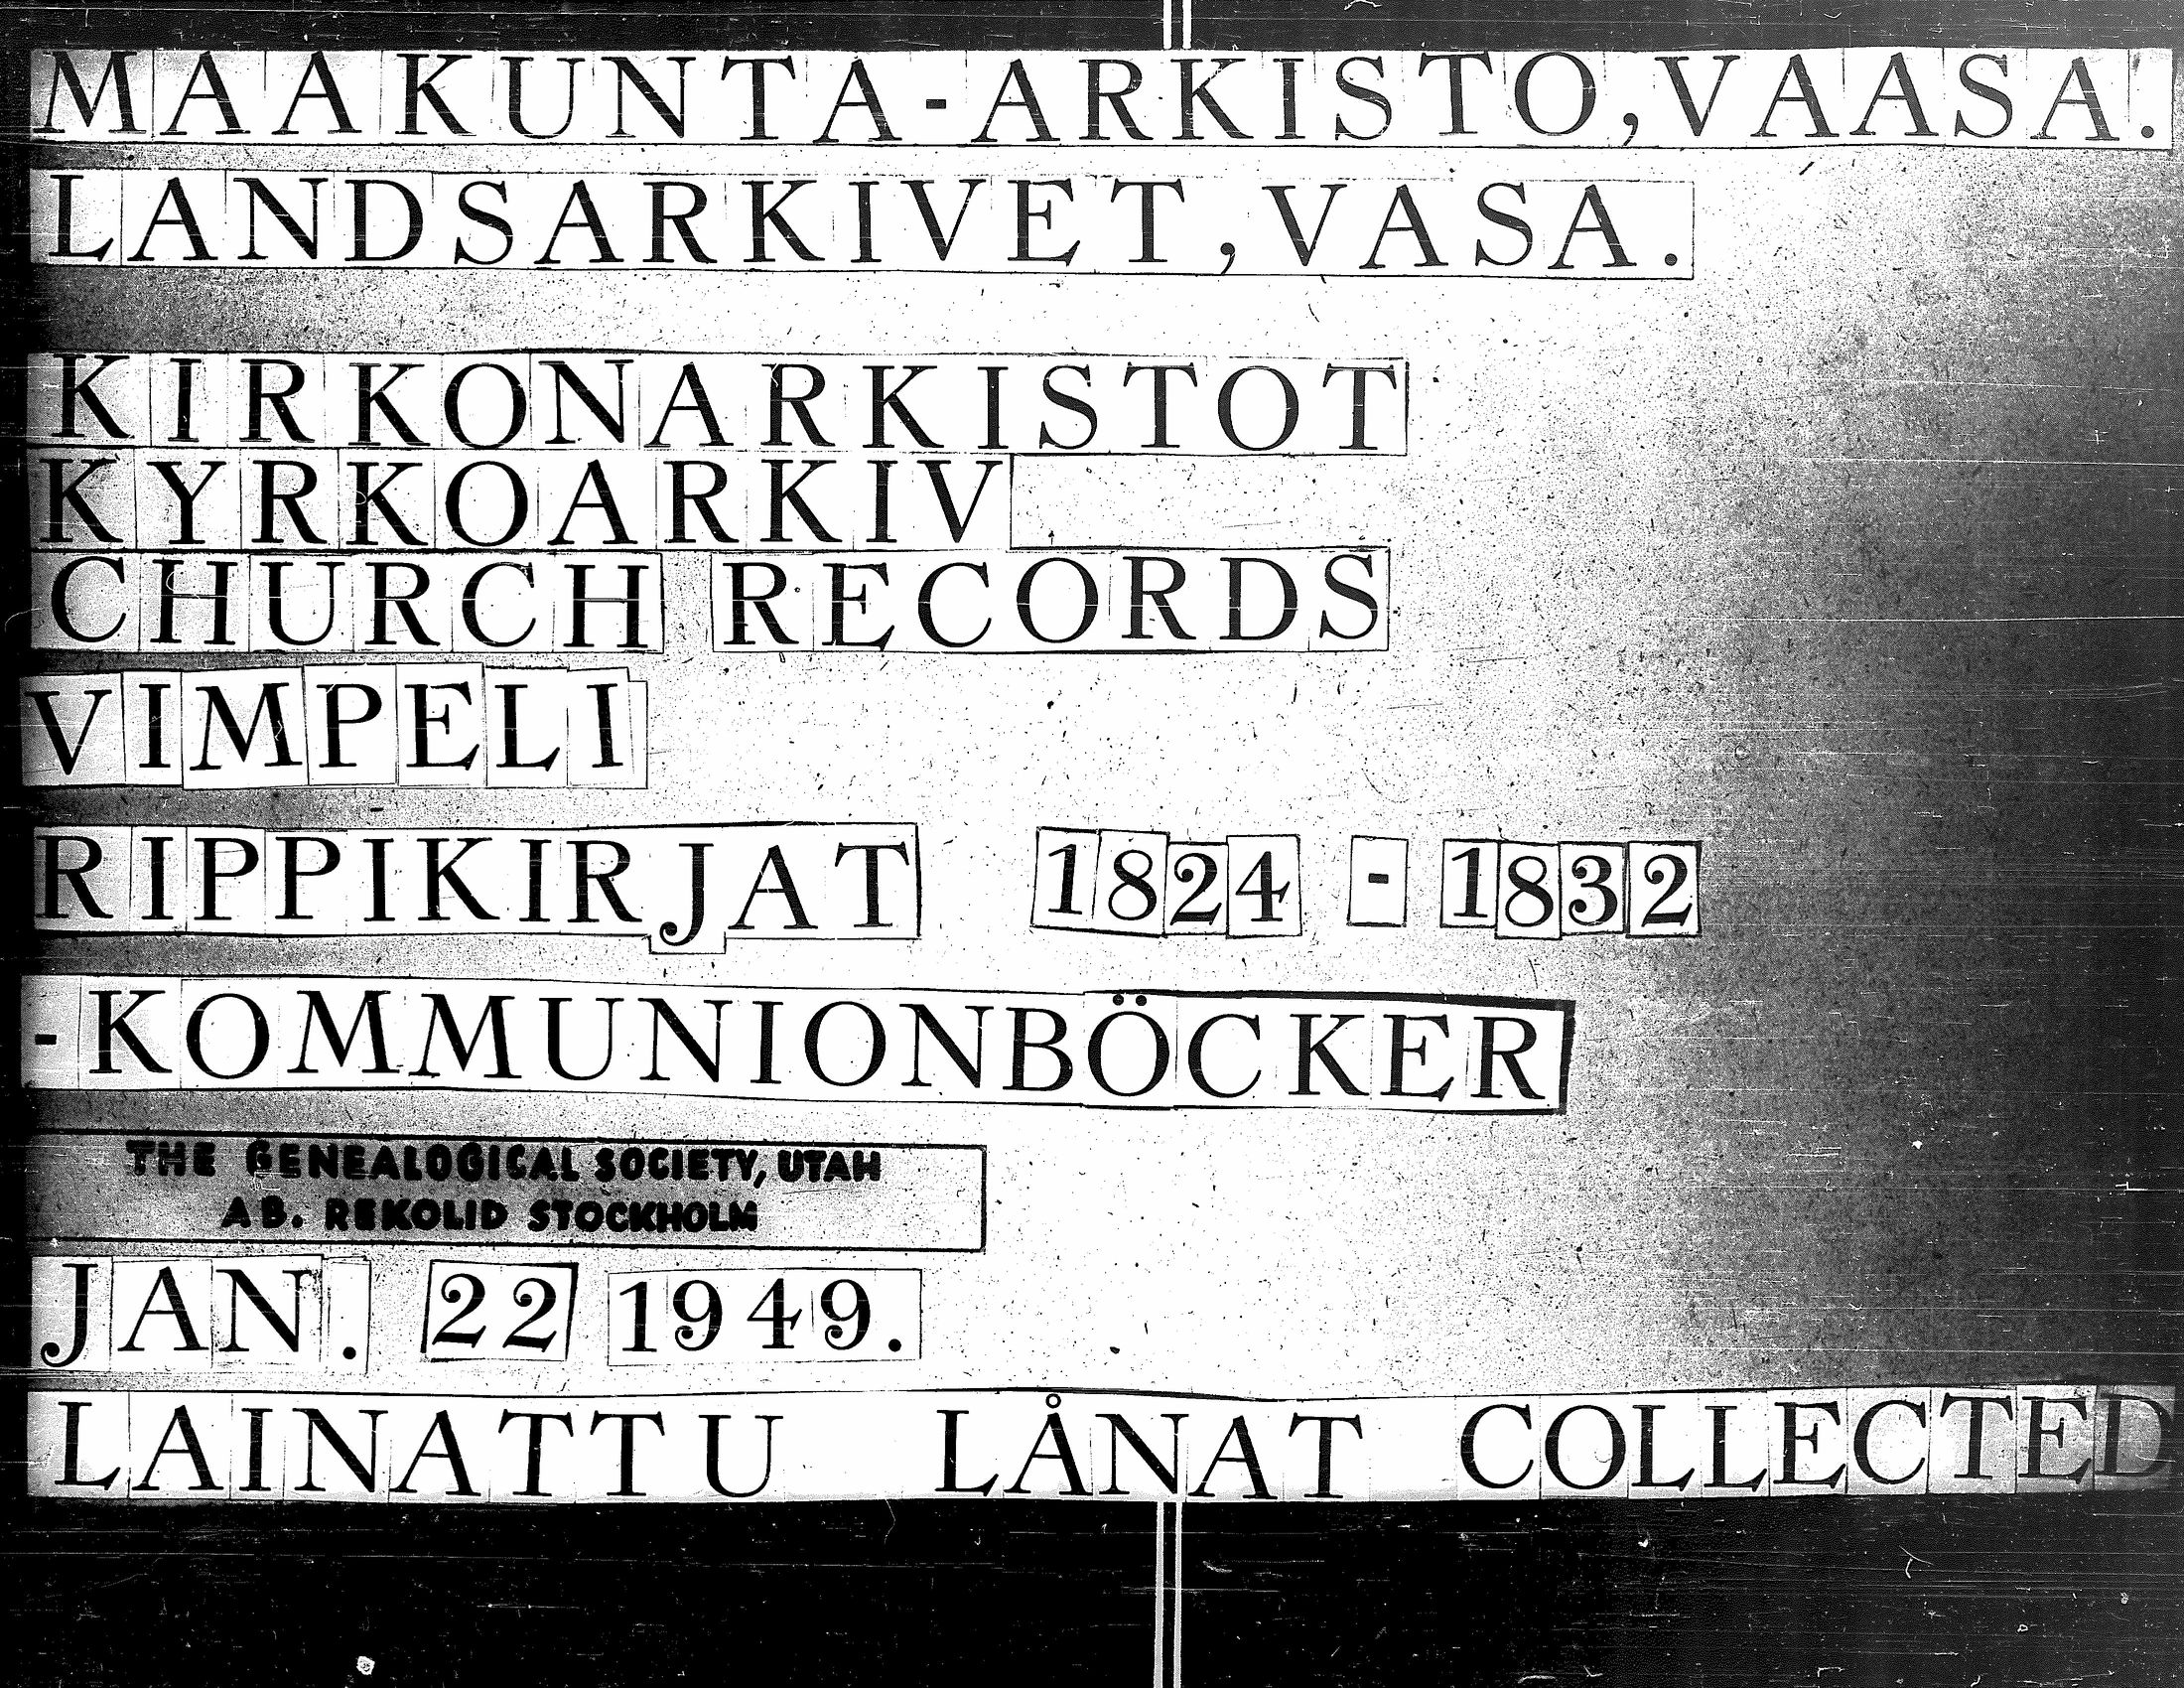 MAAKUNTA-ARKISTO, VAASA.
LANDSARKIVET, VASA.
KIRKONARKISTOT
KYRKOARKIV
CHURCH RECORDS
VIMPELI
RIPPIKIRJAT 1824 - 1832
-KOMMUNIONBÖCKER
THE GENEALOGICAL SOCIETY, UTAH
AB. REKOLID STOCKHOLM
JAN. 22 1949.
LAINATTU LÅNAT COLLECTED